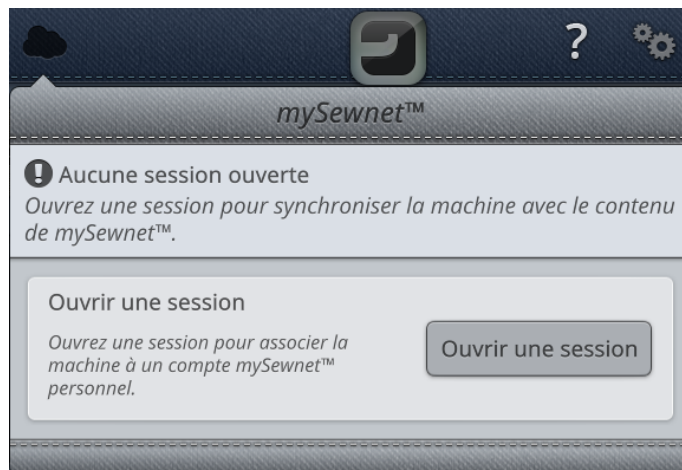 ?
mySewnet™
Aucune session ouverte
Ouvrez une session pour synchroniser la machine avec le contenu
de mySewnet™.
Ouvrir une session
Ouvrez une session pour associer la
machine à un compte mySewnet™
personnel.
Ouvrir une session